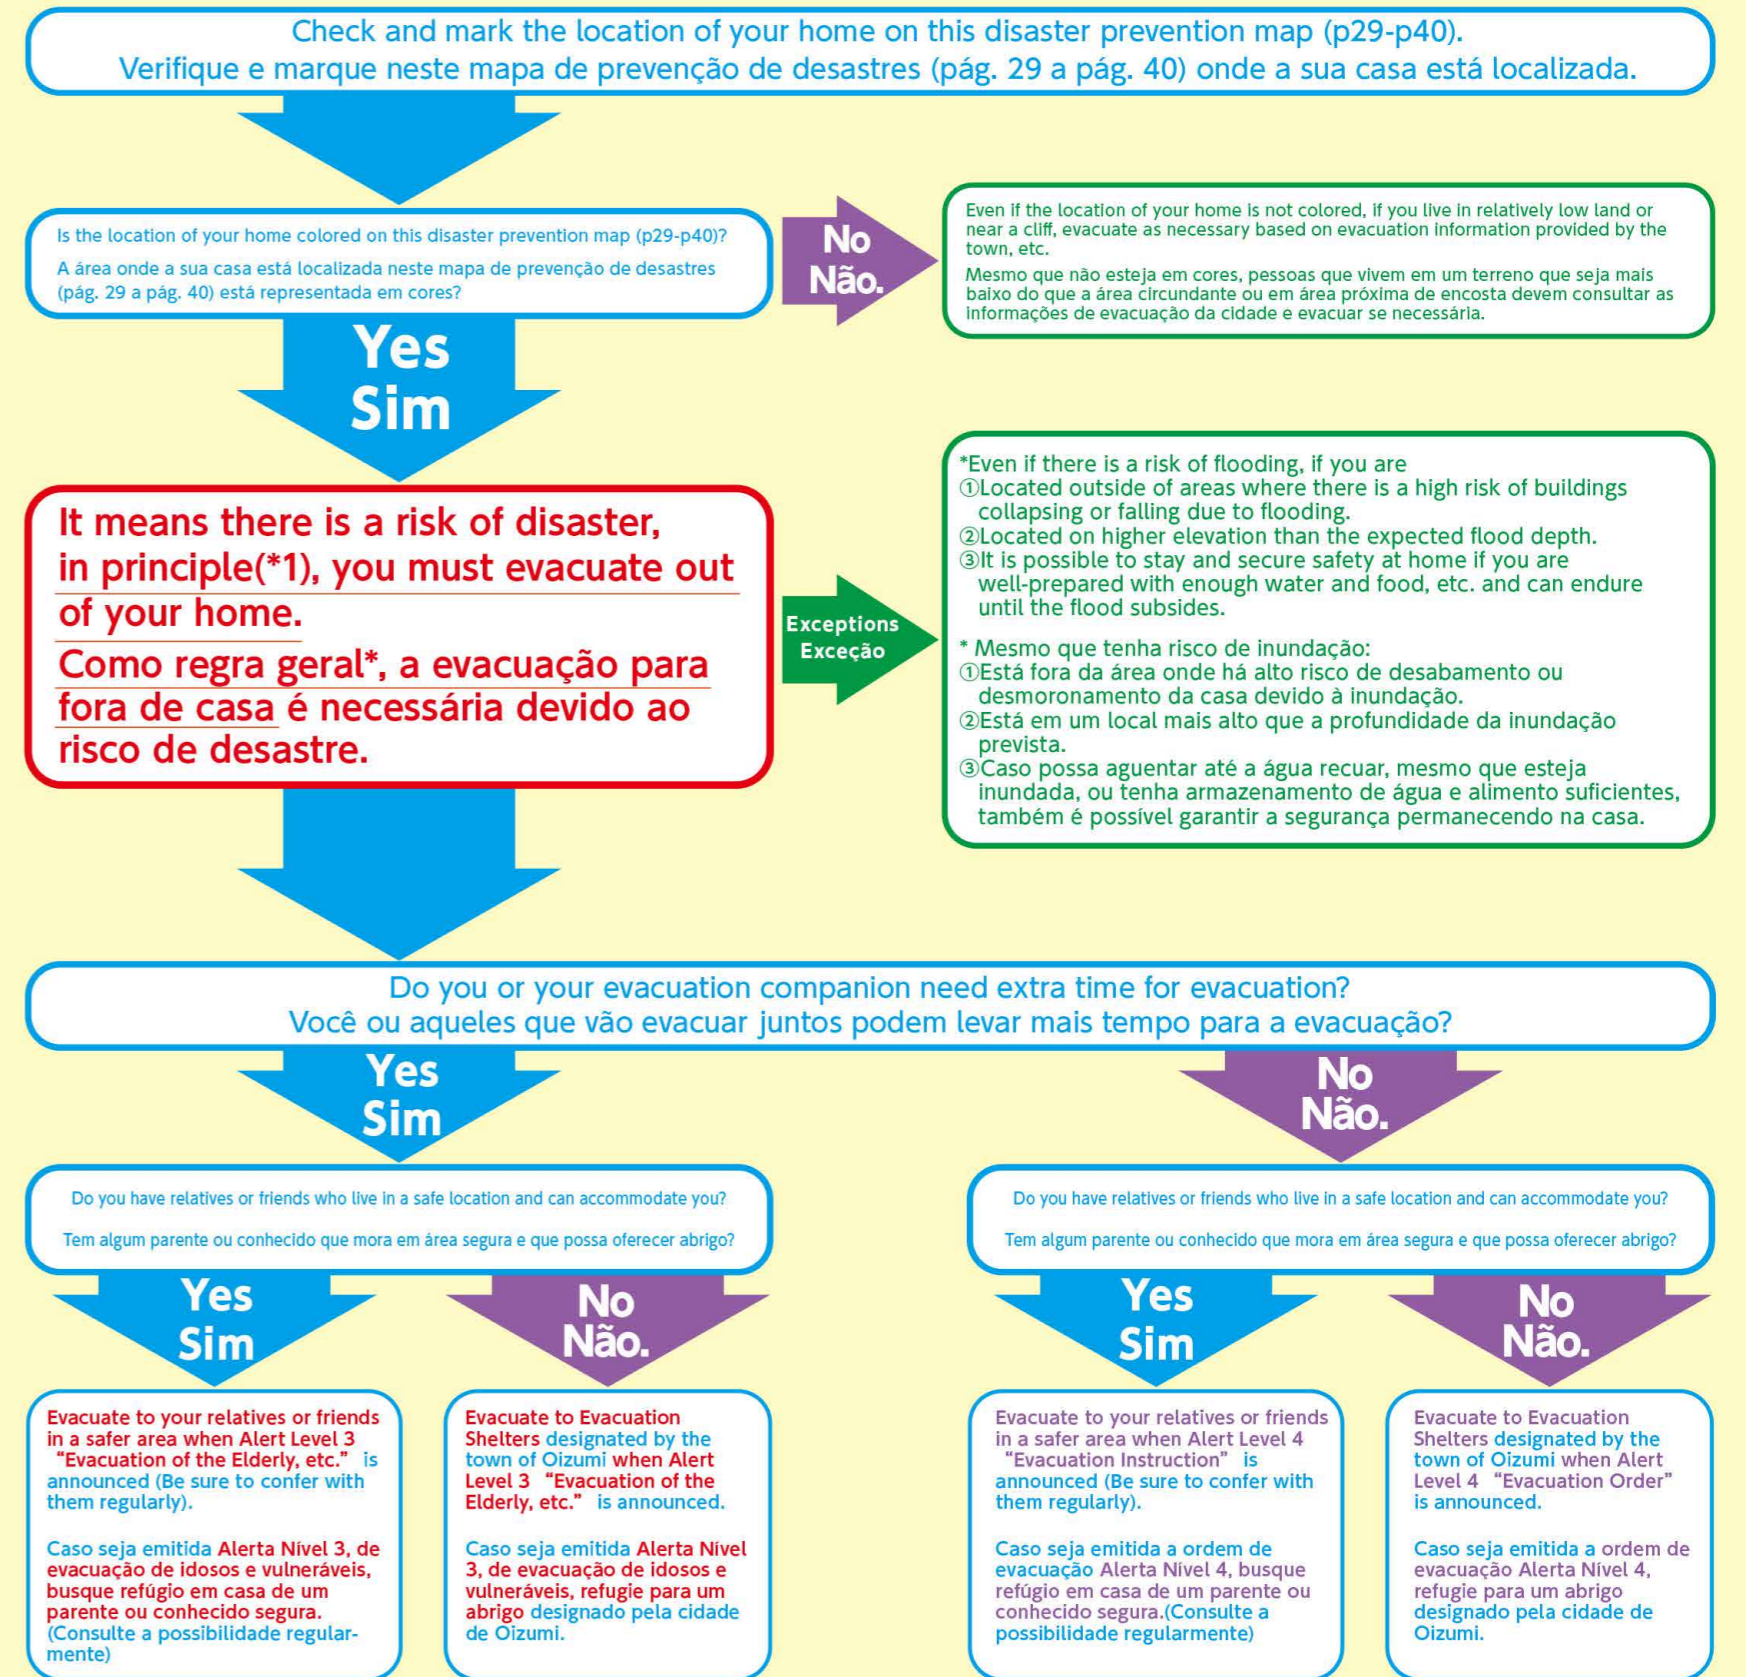 Check and mark the location of your home on this disaster prevention map (p29-p40).
Verifique e marque neste mapa de prevenção de desastres (pág. 29 a pág. 40) onde a sua casa está localizada.
Is the location of your home colored on this disaster prevention map (p29-p40)?
A área onde a sua casa está localizada neste mapa de prevenção de desastres
(pág. 29 a pág. 40) está representada em cores?
No
Não.
Even if the location of your home is not colored, if you live in relatively low land or
near a cliff, evacuate as necessary based on evacuation information provided by the
town, etc.
Mesmo que não esteja em cores, pessoas que vivem em um terreno que seja mais
baixo do que a área circundante ou em área próxima de encosta devem consultar as
informações de evacuação da cidade e evacuar se necessária.
Yes
Sim
It means there is a risk of disaster,
in principle(*1), you must evacuate out
of your home.
Como regra geral*, a evacuação para
fora de casa é necessária devido ao
risco de desastre.
Exceptions
Exceção
*Even if there is a risk of flooding, if you are
①Located outside of areas where there is a high risk of buildings
collapsing or falling due to flooding.
②Located on higher elevation than the expected flood depth.
③It is possible to stay and secure safety at home if you are
well-prepared with enough water and food, etc. and can endure
until the flood subsides.
* Mesmo que tenha risco de inundação:
①Está fora da área onde há alto risco de desabamento ou
desmoronamento da casa devido à inundação.
②Está em um local mais alto que a profundidade da inundação
prevista.
③Caso possa aguentar até a água recuar, mesmo que esteja
inundada, ou tenha armazenamento de água e alimento suficientes,
também é possível garantir a segurança permanecendo na casa.
Do you or your evacuation companion need extra time for evacuation?
Você ou aqueles que vão evacuar juntos podem levar mais tempo para a evacuação?
Yes
Sim
No
Não.
Do you have relatives or friends who live in a safe location and can accommodate you?
Tem algum parente ou conhecido que mora em área segura e que possa oferecer abrigo?
Do you have relatives or friends who live in a safe location and can accommodate you?
Tem algum parente ou conhecido que mora em área segura e que possa oferecer abrigo?
Yes
Sim
No
Não.
Yes
Sim
No
Não.
Evacuate to your relatives or friends
in a safer area when Alert Level 3
“Evacuation of the Elderly, etc.” is
announced (Be sure to confer with
them regularly).
Caso seja emitida Alerta Nível 3, de
evacuação de idosos e vulneráveis,
busque refúgio em casa de um
parente ou conhecido segura.
(Consulte a possibilidade regular-
mente)
Evacuate to Evacuation
Shelters designated by the
town of Oizumi when Alert
Level 3 “Evacuation of the
Elderly, etc.” is announced.
Caso seja emitida Alerta Nível
3, de evacuação de idosos e
vulneráveis, refugie para um
abrigo designado pela cidade
de Oizumi.
Evacuate to your relatives or friends
in a safer area when Alert Level 4
“Evacuation Instruction” is
announced (Be sure to confer with
them regularly).
Caso seja emitida a ordem de
evacuação Alerta Nível 4, busque
refúgio em casa de um parente ou
conhecido segura.(Consulte a
possibilidade regularmente)
Evacuate to Evacuation
Shelters designated by the
town of Oizumi when Alert
Level 4 “Evacuation Order”
is announced.
Caso seja emitida a ordem de
evacuação Alerta Nível 4,
refugie para um abrigo
designado pela cidade de
Oizumi.